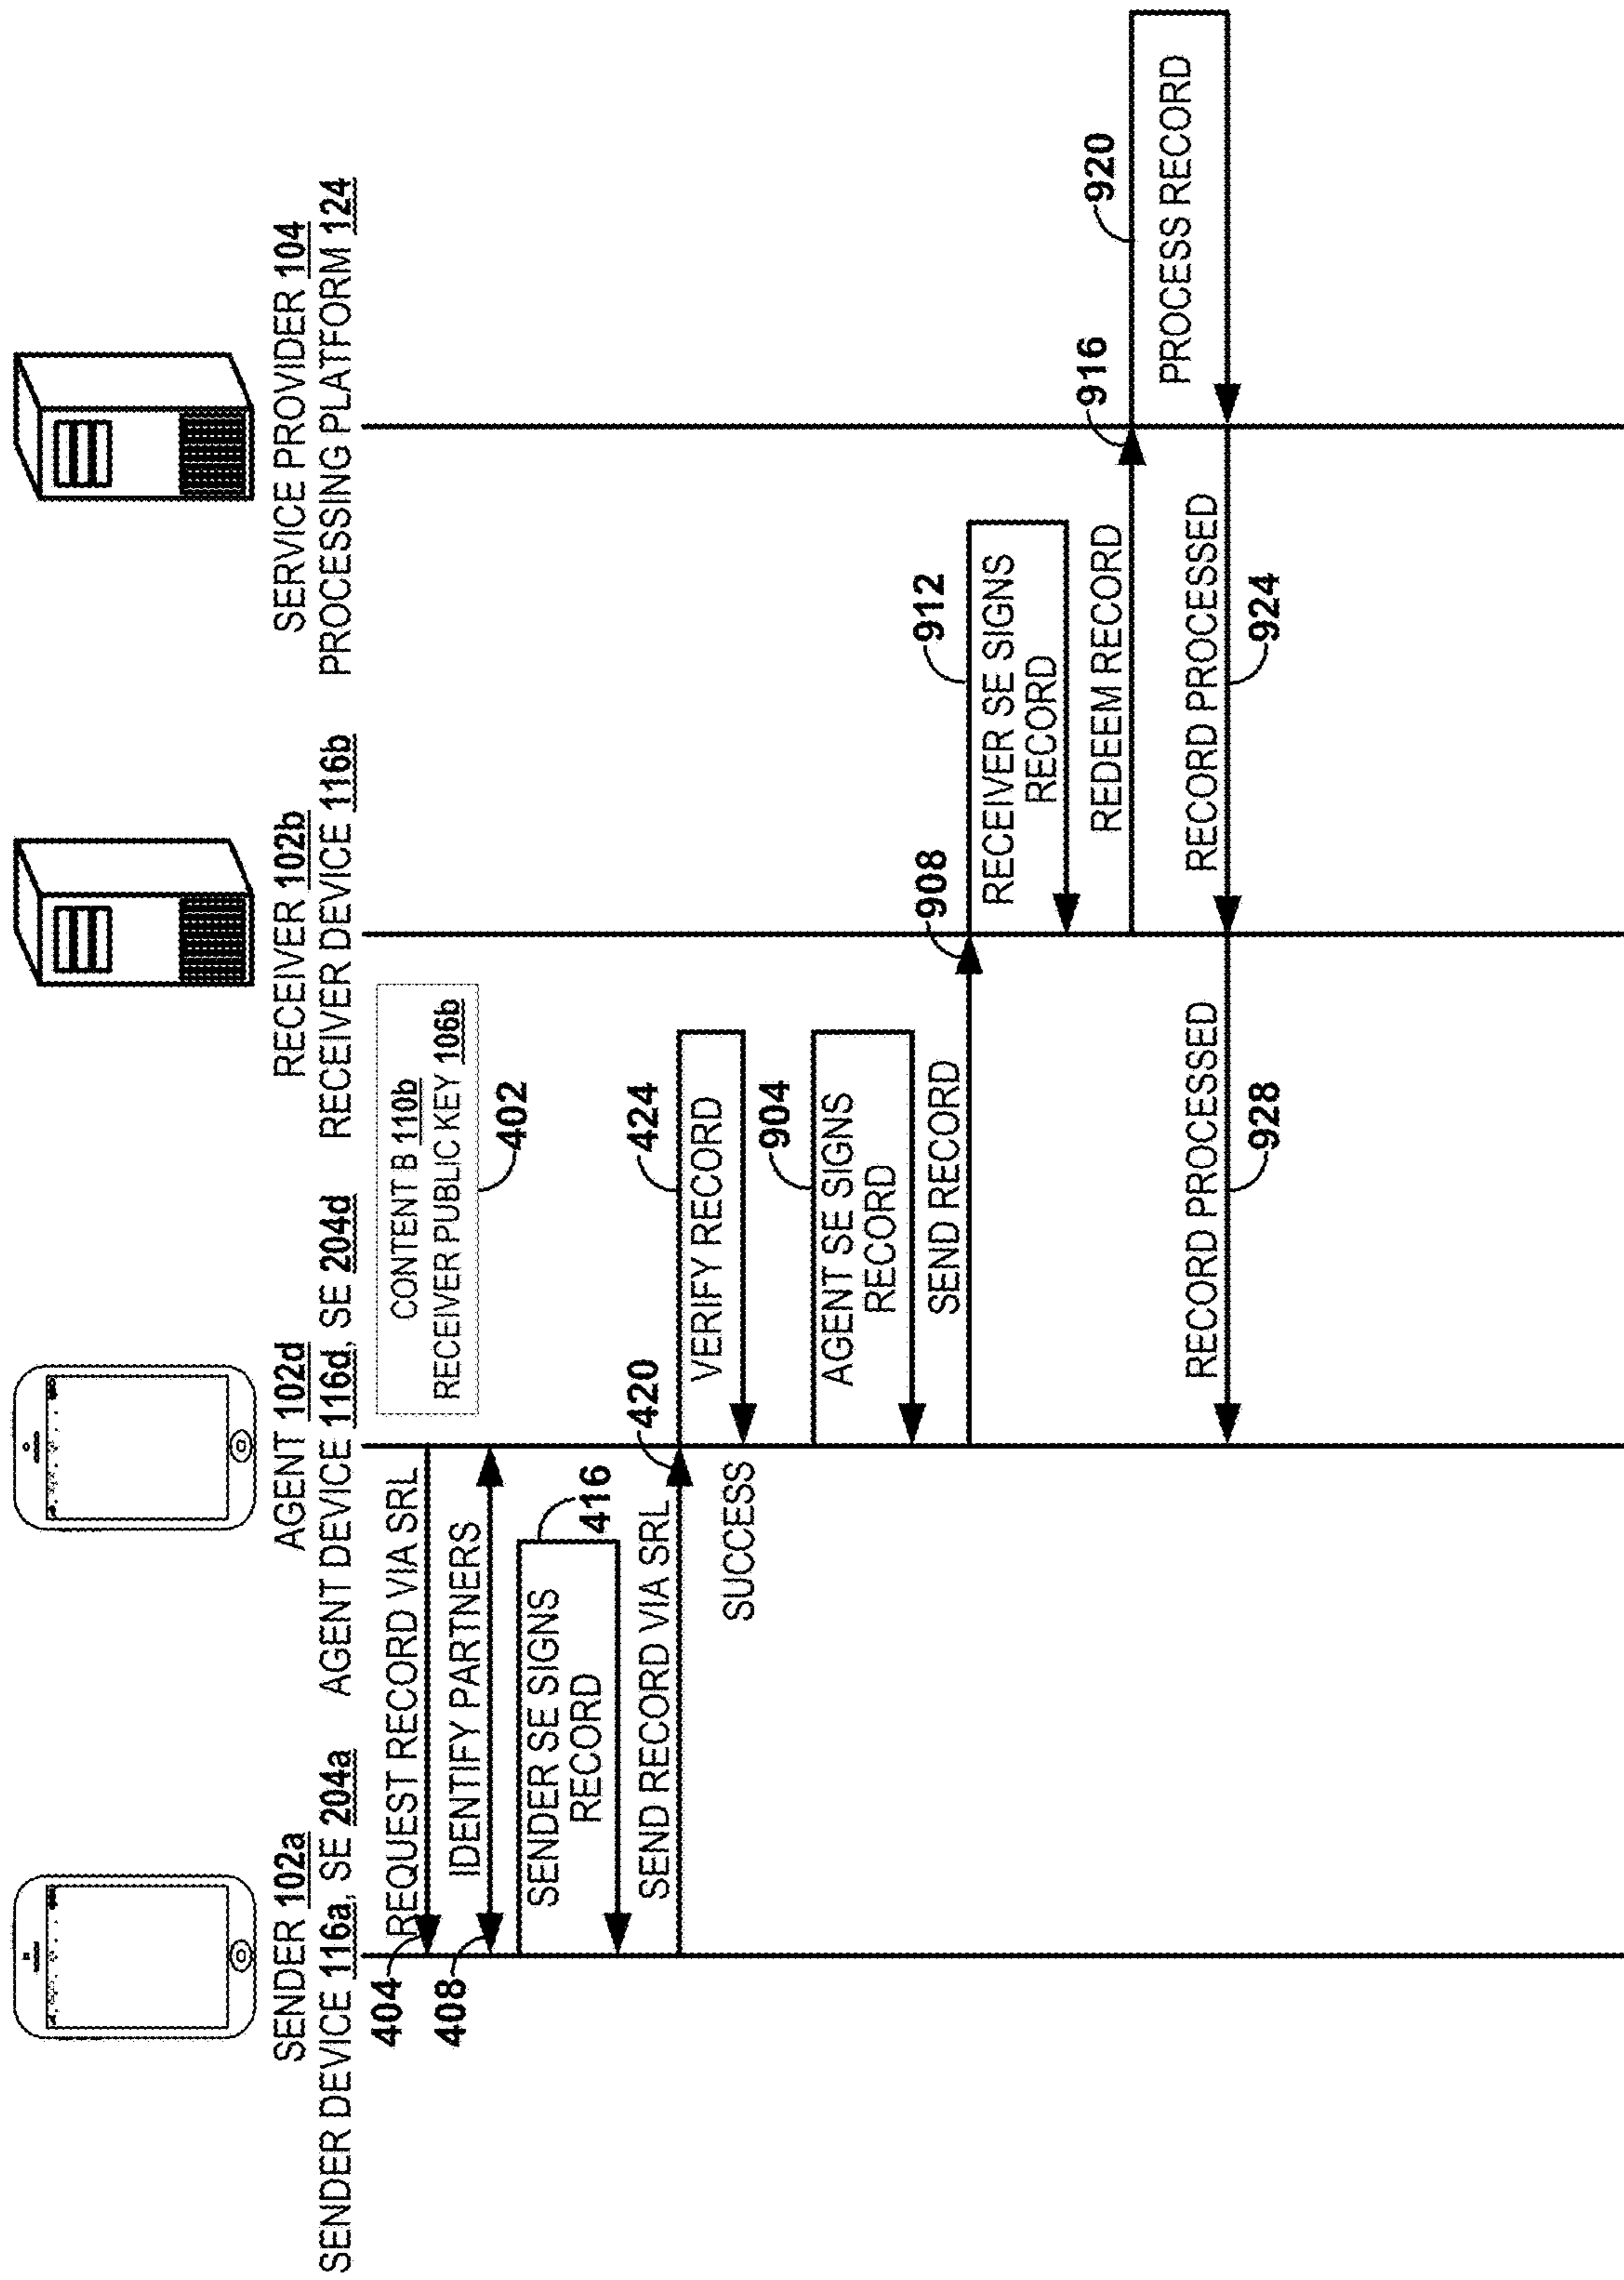 SENDER 102a
SENDER DEVICE 116a, SE 204a
AGENT 102d
AGENT DEVICE 116d, SE 204d
RECEIVER 102b
RECEIVER DEVICE 116b
SERVICE PROVIDER 104
PROCESSING PLATFORM 124
CONTENT B 110b
RECEIVER PUBLIC KEY 106b
402
404
REQUEST RECORD VIA SRL
408
IDENTIFY PARTNERS
416
SENDER SE SIGNS
RECORD
SEND RECORD VIA SRL
420
424
VERIFY RECORD
SUCCESS
904
AGENT SE SIGNS
RECORD
SEND RECORD
908
912
RECEIVER SE SIGNS
RECORD
REDEEM RECORD
916
920
PROCESS RECORD
RECORD PROCESSED
924
RECORD PROCESSED
928